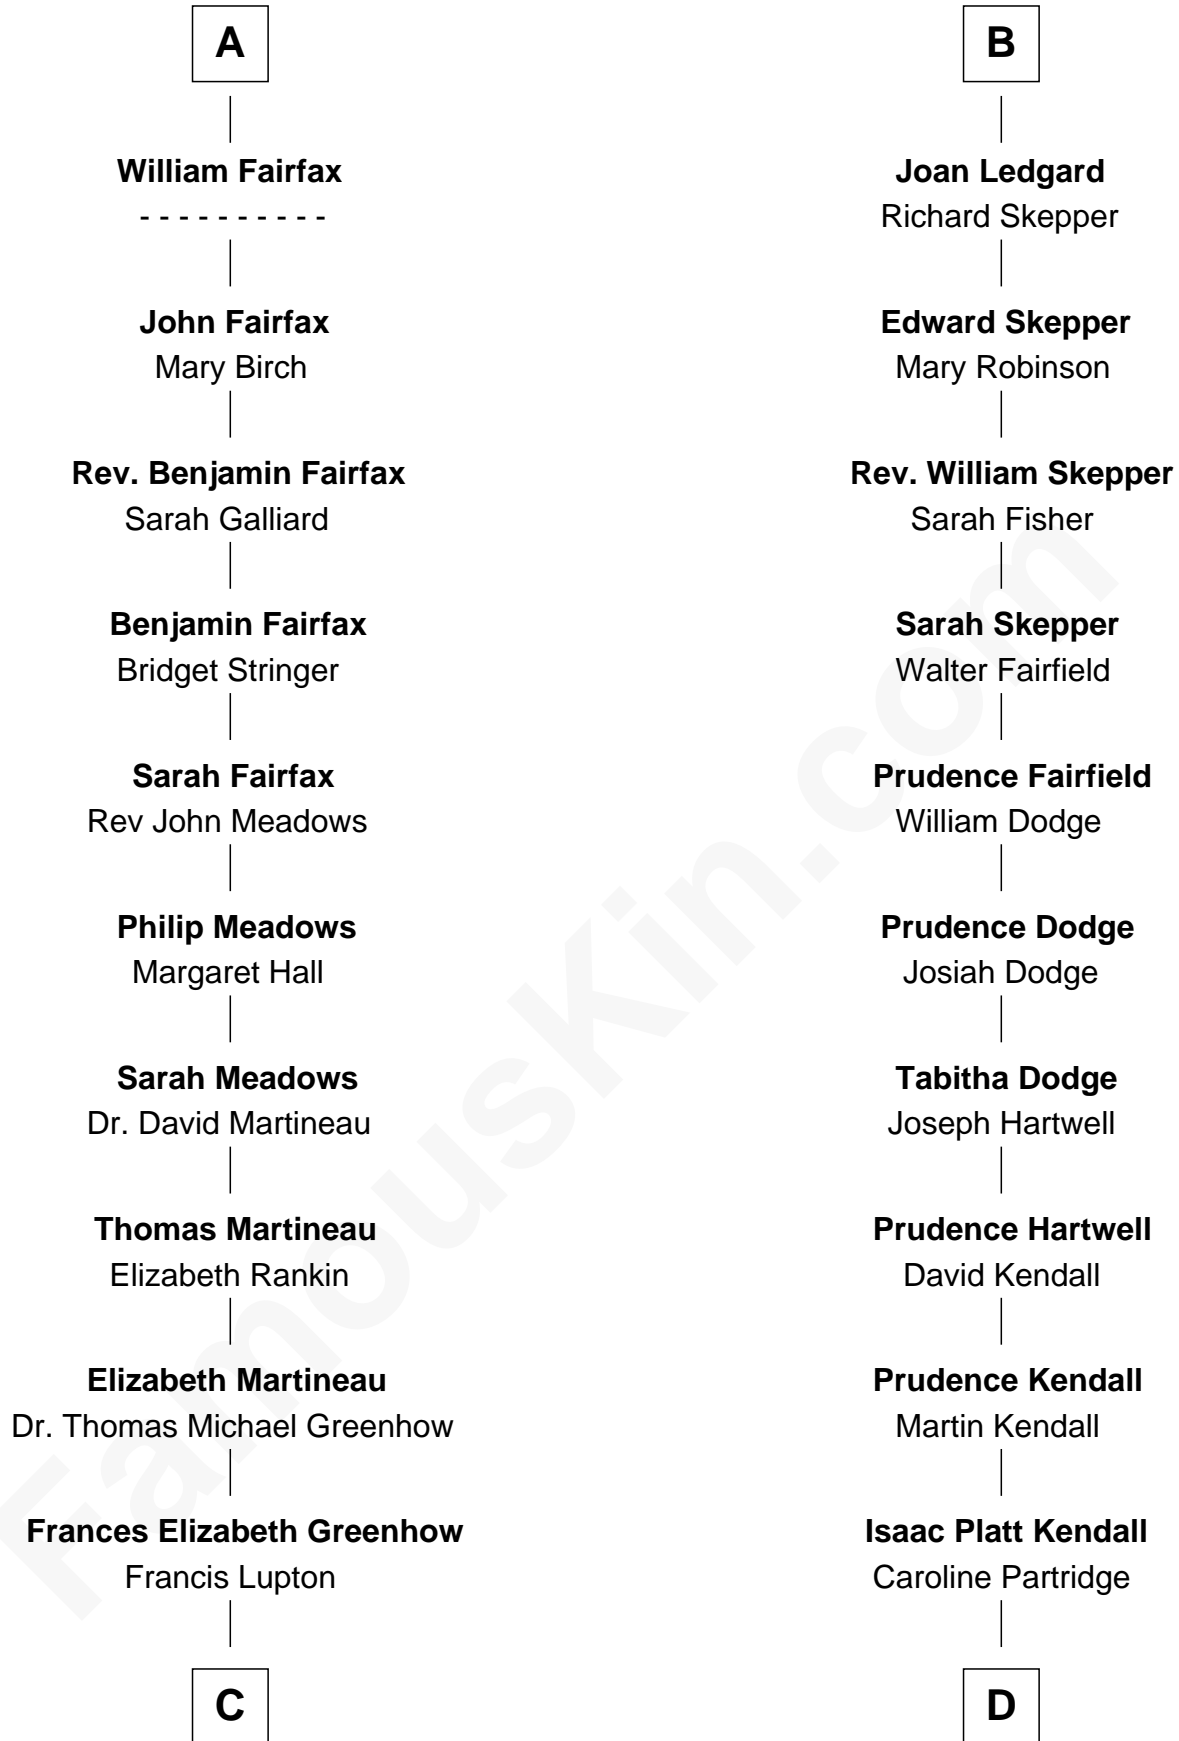 A
William Fairfax
- - - - - - - - - -
John Fairfax
Mary Birch
Rev. Benjamin Fairfax
Sarah Galliard
Benjamin Fairfax
Bridget Stringer
Sarah Fairfax
Rev John Meadows
Philip Meadows
Margaret Hall
Sarah Meadows
Dr. David Martineau
Thomas Martineau
Elizabeth Rankin
Elizabeth Martineau
Dr. Thomas Michael Greenhow
Frances Elizabeth Greenhow
Francis Lupton
C
B
Joan Ledgard
Richard Skepper
Edward Skepper
Mary Robinson
Rev. William Skepper
Sarah Fisher
Sarah Skepper
Walter Fairfield
Prudence Fairfield
William Dodge
Prudence Dodge
Josiah Dodge
Tabitha Dodge
Joseph Hartwell
Prudence Hartwell
David Kendall
Prudence Kendall
Martin Kendall
Isaac Platt Kendall
Caroline Partridge
D
FamousKin.com